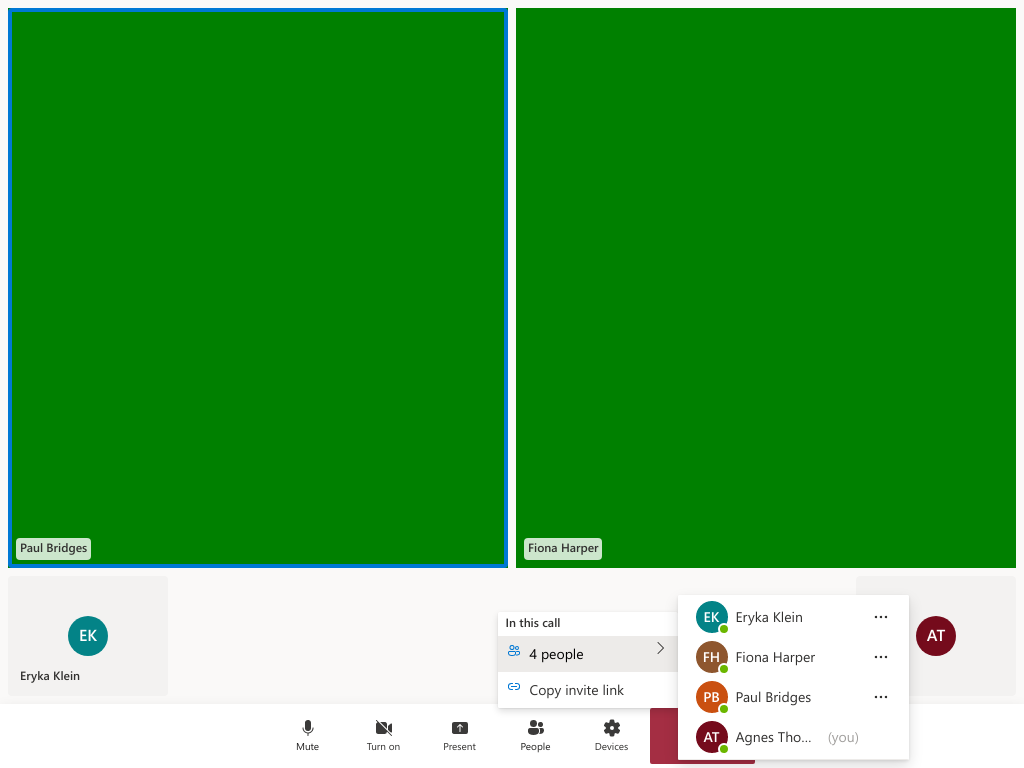 Paul Bridges
Fiona Harper
EK
Eryka Klein
AT
In this call
4 people
Copy invite link
EK Eryka Klein
FH Fiona Harper
PB Paul Bridges
AT Agnes Tho... (you)
Mute
Turn on
Present
People
Devices